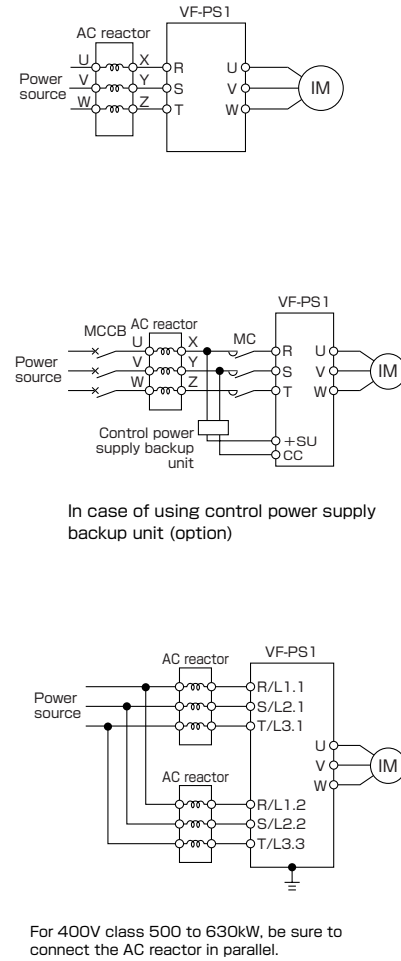 VF-PS1
AC reactor
U X R U
Power source V Y S V IM
W Z T W
VF-PS1
MCCB AC reactor MC
U X R U
Power source V Y S V IM
W Z T W
Control power
supply backup
unit
+SU
CC
In case of using control power supply
backup unit (option)
AC reactor VF-PS1
Power
source
R/L1.1
S/L2.1
T/L3.1
U
V IM
W
AC reactor
R/L1.2
S/L2.2
T/L3.3
For 400V class 500 to 630kW, be sure to
connect the AC reactor in parallel.